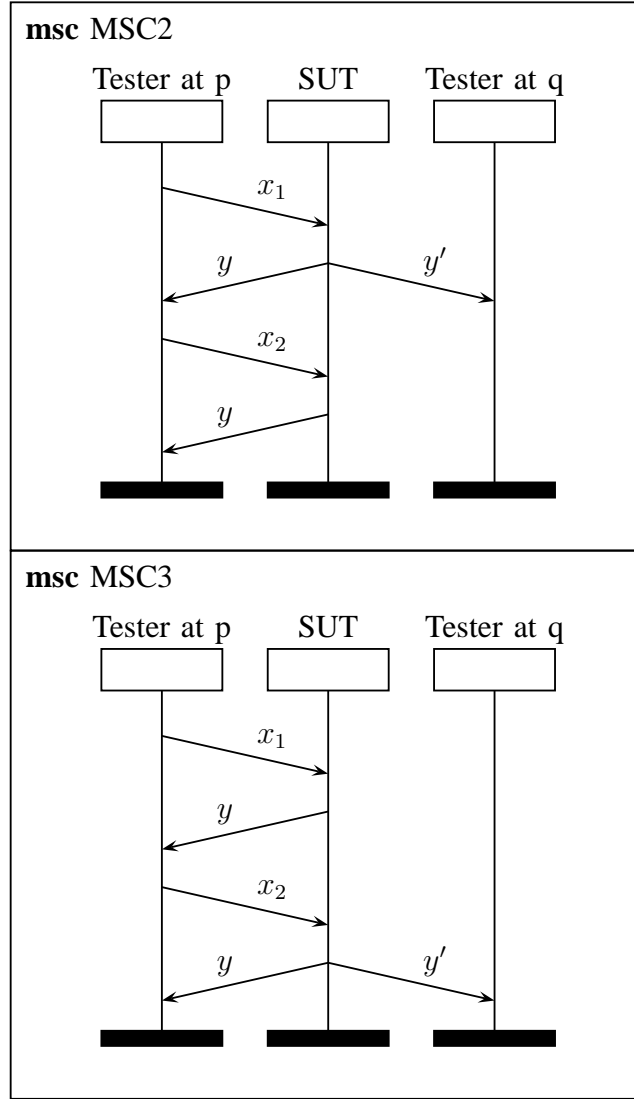 msc MSC2
Tester at p SUT Tester at q
x₁
y y′
x₂
y
msc MSC3
Tester at p SUT Tester at q
x₁
y
x₂
y y′